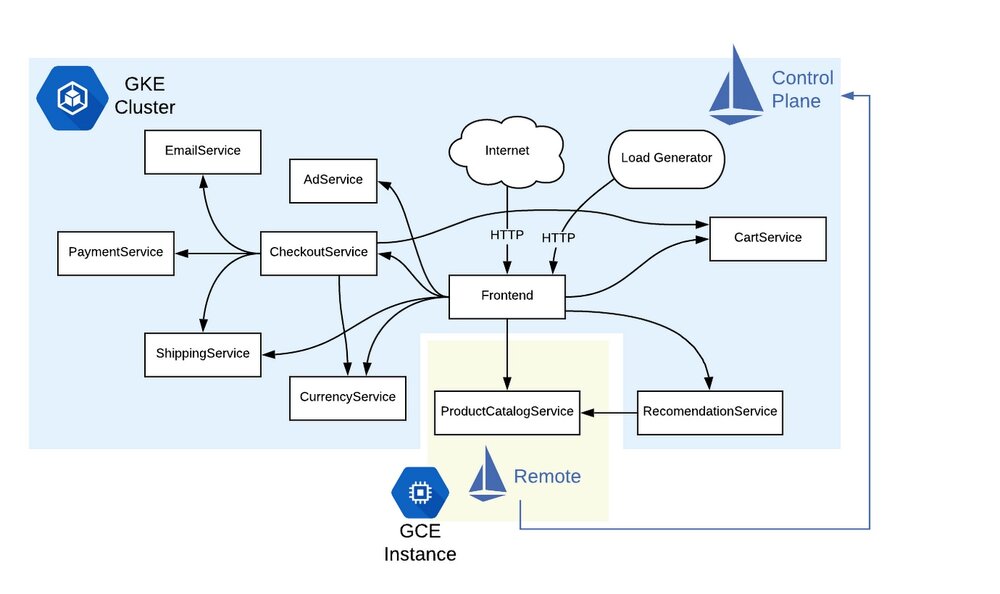 GKE
Cluster
Control
Plane
EmailService
Internet
Load Generator
AdService
HTTP
HTTP
CartService
PaymentService
CheckoutService
Frontend
ShippingService
CurrencyService
ProductCatalogService
RecomendationService
Remote
GCE
Instance